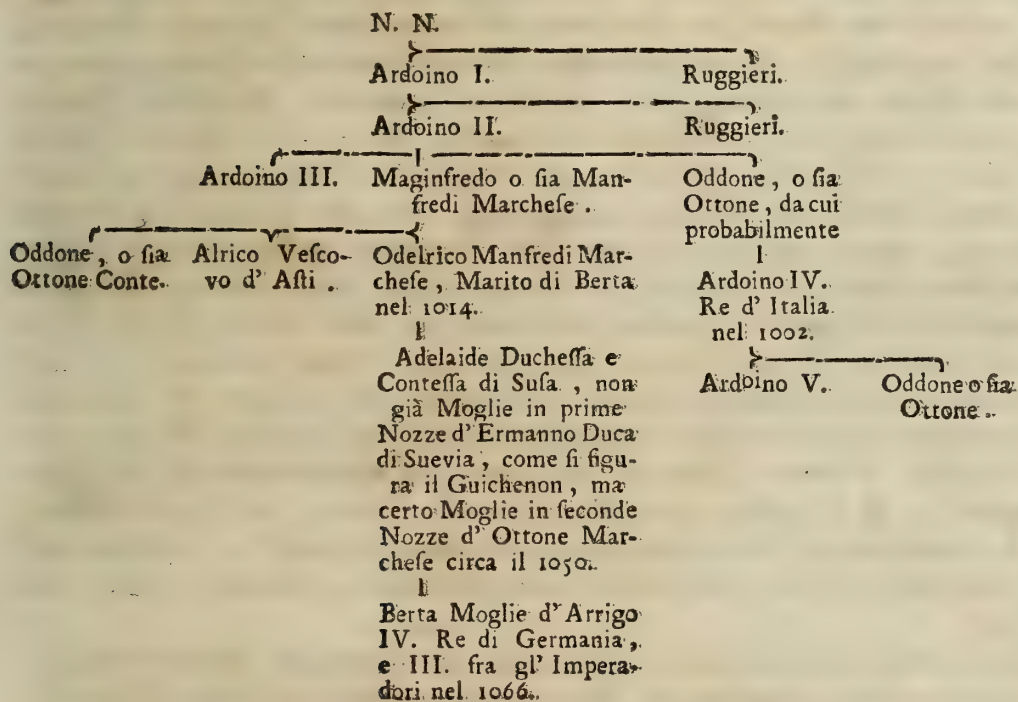 N. N.
Ardoino I. Ruggieri.
Ardoino II. Ruggieri.
Ardoino III. Maginfredo o ſia Man-
fredi Marcheſe .
Oddone , o ſia
Ottone , da cui
probabilmente
Oddone, o ſia
Ottone Conte.
Alrico Veſco-
vo d' Aſti .
Odelrico Manfredi Mar-
cheſe , Marito di Berta
nel 1014.
Ardoino IV.
Re d' Italia
nel 1002.
Adelaide Ducheſſa e
Conteſſa di Suſa , non
già Moglie in prime
Nozze d' Ermanno Duca
di Suevia , come ſi figu-
ra il Guichenon , ma
certo Moglie in ſeconde
Nozze d' Ottone Mar-
cheſe circa il 1050.
Ardoino V. Oddone o ſia
Ottone .
Berta Moglie d' Arrigo
IV. Re di Germania ,
e III. fra gl' Impera-
dori nel 1066.